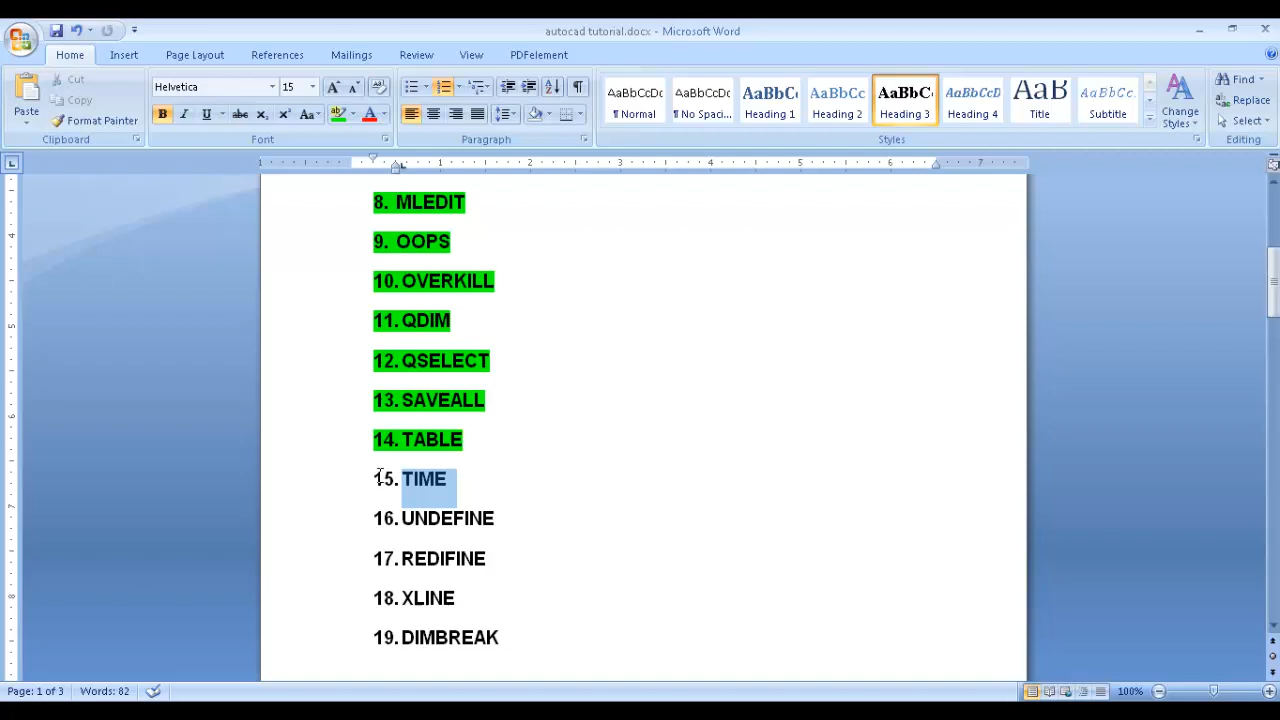 autocad tutorial.docx - Microsoft Word
Home Insert Page Layout References Mailings Review View PDFelement
Paste Cut Copy Format Painter
Clipboard
Helvetica 15
Font
Paragraph
AaBbCcDc ¶ Normal
AaBbCcDc ¶ No Spaci...
AaBbC Heading 1
AaBbCc Heading 2
AaBbC Heading 3
AaBbCcD Heading 4
AaB Title
AaBbCc. Subtitle
Change Styles
Styles
Find Replace Select
Editing
8. MLEDIT
9. OOPS
10. OVERKILL
11. QDIM
12. QSELECT
13. SAVEALL
14. TABLE
15. TIME
16. UNDEFINE
17. REDIFINE
18. XLINE
19. DIMBREAK
Page: 1 of 3 Words: 82 100%